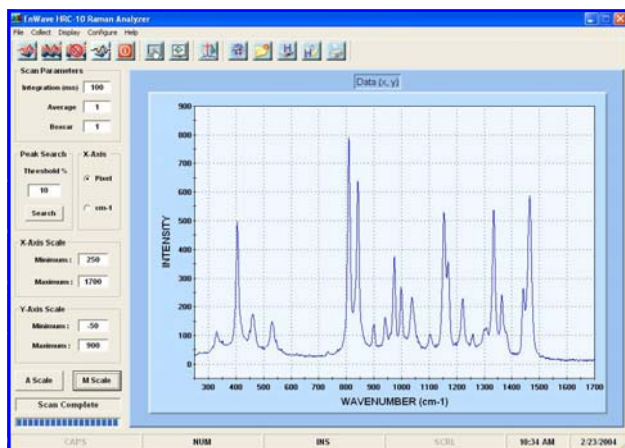 EnWave HRC-10 Raman Analyzer
File Collect Display Configure Help
Scan Parameters
Integration (ms) 100
Average 1
Boxcar 1
Peak Search
Threshold %
10
Search
X-Axis
Pixel
cm-1
X-Axis Scale
Minimum : 250
Maximum : 1700
Y-Axis Scale
Minimum : -50
Maximum : 900
A Scale M Scale
Scan Complete
Data (x, y)
INTENSITY
900
800
700
600
500
400
300
200
100
0
300 400 500 600 700 800 900 1000 1100 1200 1300 1400 1500 1600 1700
WAVENUMBER (cm-1)
CAPS NUM INS SCRL 10:34 AM 2/23/2004